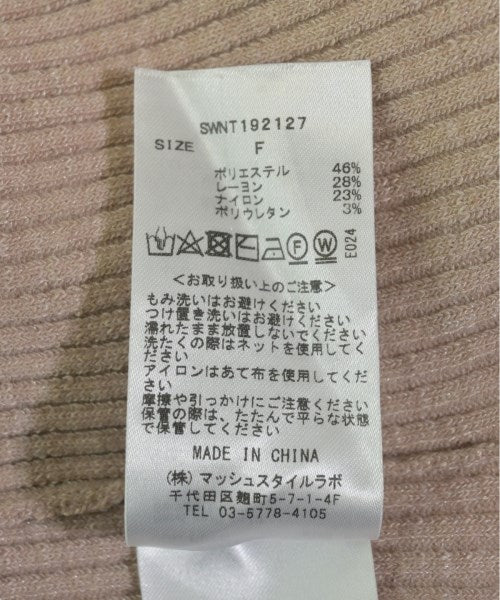 SWNT192127
SIZE F
ポリエステル 46%
レーヨン 28%
ナイロン 23%
ポリウレタン 3%
F W E024
<お取り扱い上のご注意>
もみ洗いはお避けください
つけ置き洗いはお避けください
濡れたまま放置しないでください
洗たくの際はネットを使用してく
ださい
アイロンはあて布を使用してくだ
さい
摩擦や引っかけにご注意ください
保管の際は、たたんで平らな状態
で保管してください
MADE IN CHINA
(株)マッシュスタイルラボ
千代田区麹町5-7-1-4F
TEL 03-5778-4105